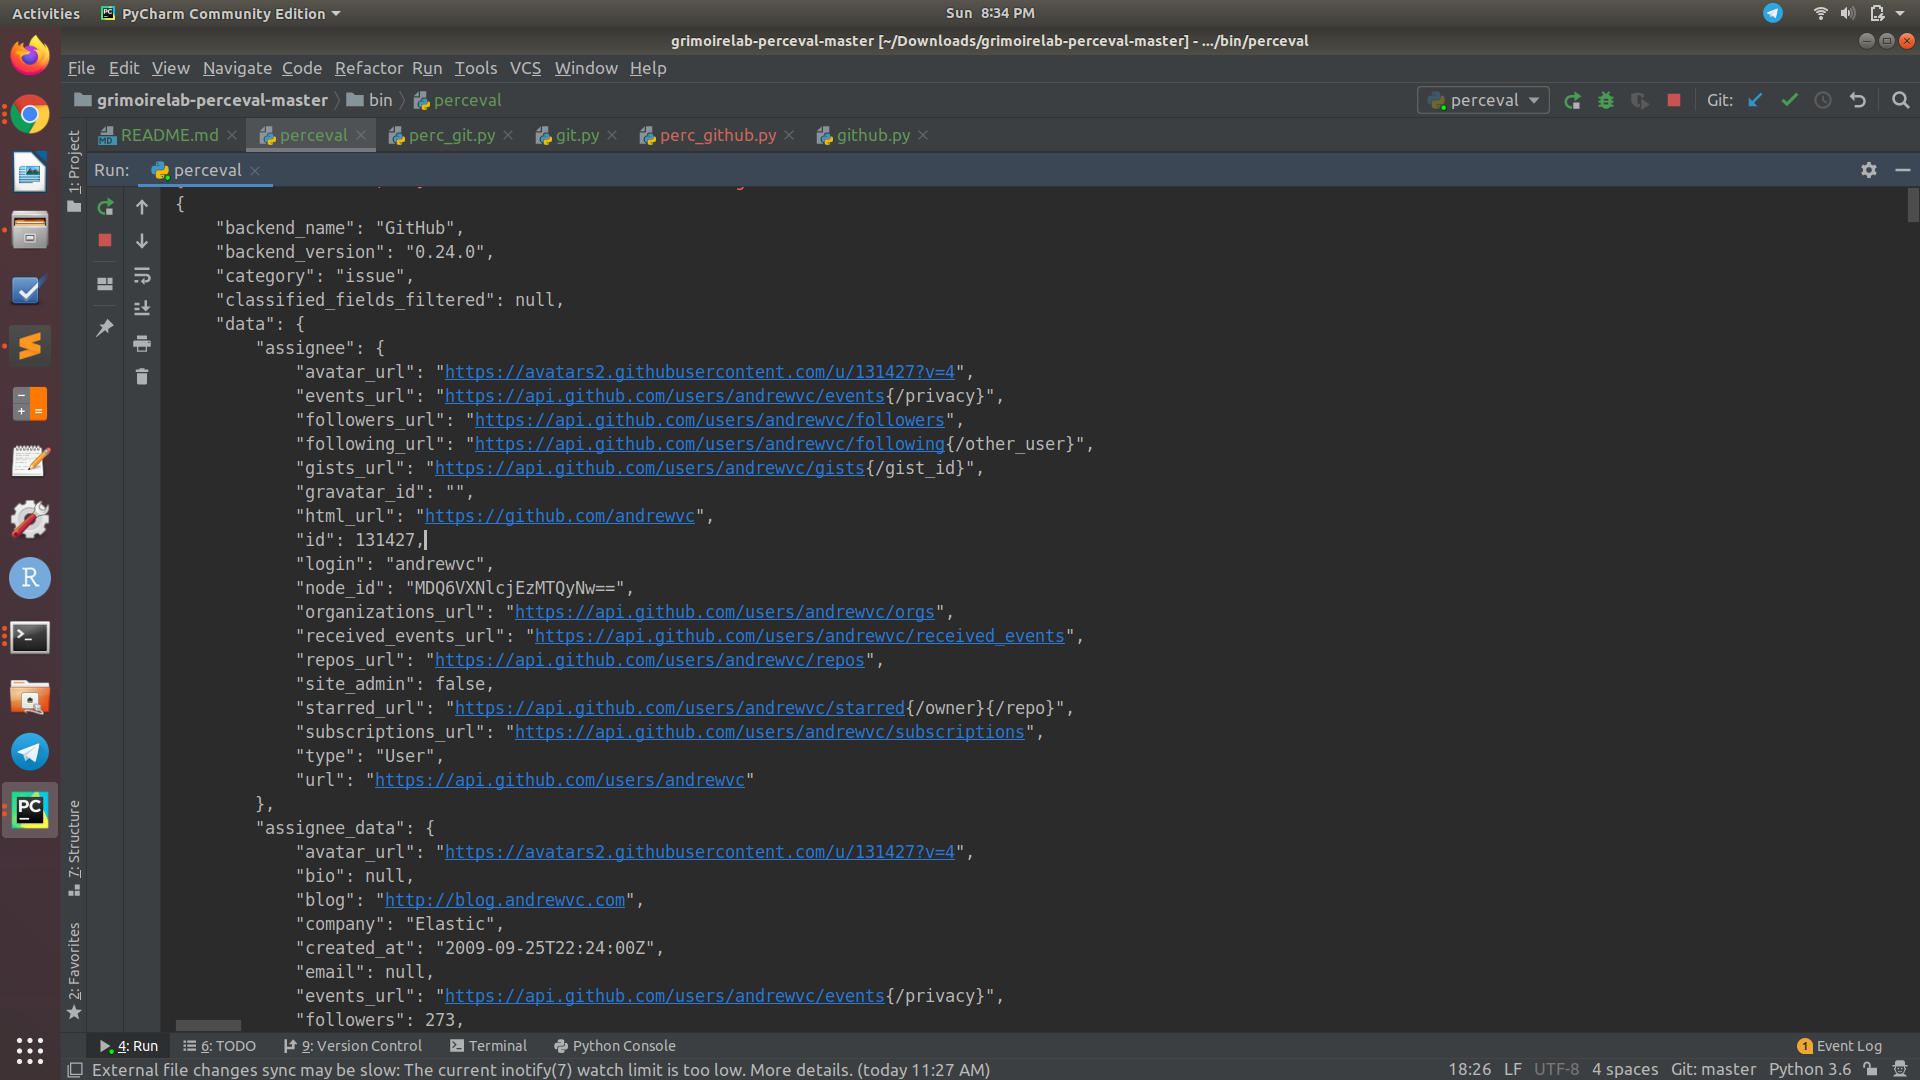 Activities PyCharm Community Edition Sun 8:34 PM
grimoirelab-perceval-master [~/Downloads/grimoirelab-perceval-master] - .../bin/perceval
File Edit View Navigate Code Refactor Run Tools VCS Window Help
grimoirelab-perceval-master bin perceval perceval Git:
README.md perceval perc_git.py git.py perc_github.py github.py
1: Project
Run: perceval
{
"backend_name": "GitHub",
"backend_version": "0.24.0",
"category": "issue",
"classified_fields_filtered": null,
"data": {
"assignee": {
"avatar_url": "https://avatars2.githubusercontent.com/u/131427?v=4",
"events_url": "https://api.github.com/users/andrewvc/events{/privacy}",
"followers_url": "https://api.github.com/users/andrewvc/followers",
"following_url": "https://api.github.com/users/andrewvc/following{/other_user}",
"gists_url": "https://api.github.com/users/andrewvc/gists{/gist_id}",
"gravatar_id": "",
"html_url": "https://github.com/andrewvc",
"id": 131427,
"login": "andrewvc",
"node_id": "MDQ6VXNlcjEzMTQyNw==",
"organizations_url": "https://api.github.com/users/andrewvc/orgs",
"received_events_url": "https://api.github.com/users/andrewvc/received_events",
"repos_url": "https://api.github.com/users/andrewvc/repos",
"site_admin": false,
"starred_url": "https://api.github.com/users/andrewvc/starred{/owner}{/repo}",
"subscriptions_url": "https://api.github.com/users/andrewvc/subscriptions",
"type": "User",
"url": "https://api.github.com/users/andrewvc"
},
"assignee_data": {
"avatar_url": "https://avatars2.githubusercontent.com/u/131427?v=4",
"bio": null,
"blog": "http://blog.andrewvc.com",
"company": "Elastic",
"created_at": "2009-09-25T22:24:00Z",
"email": null,
"events_url": "https://api.github.com/users/andrewvc/events{/privacy}",
"followers": 273,
7: Structure
2: Favorites
4: Run 6: TODO 9: Version Control Terminal Python Console 1 Event Log
External file changes sync may be slow: The current inotify(7) watch limit is too low. More details. (today 11:27 AM) 18:26 LF UTF-8 4 spaces Git: master Python 3.6